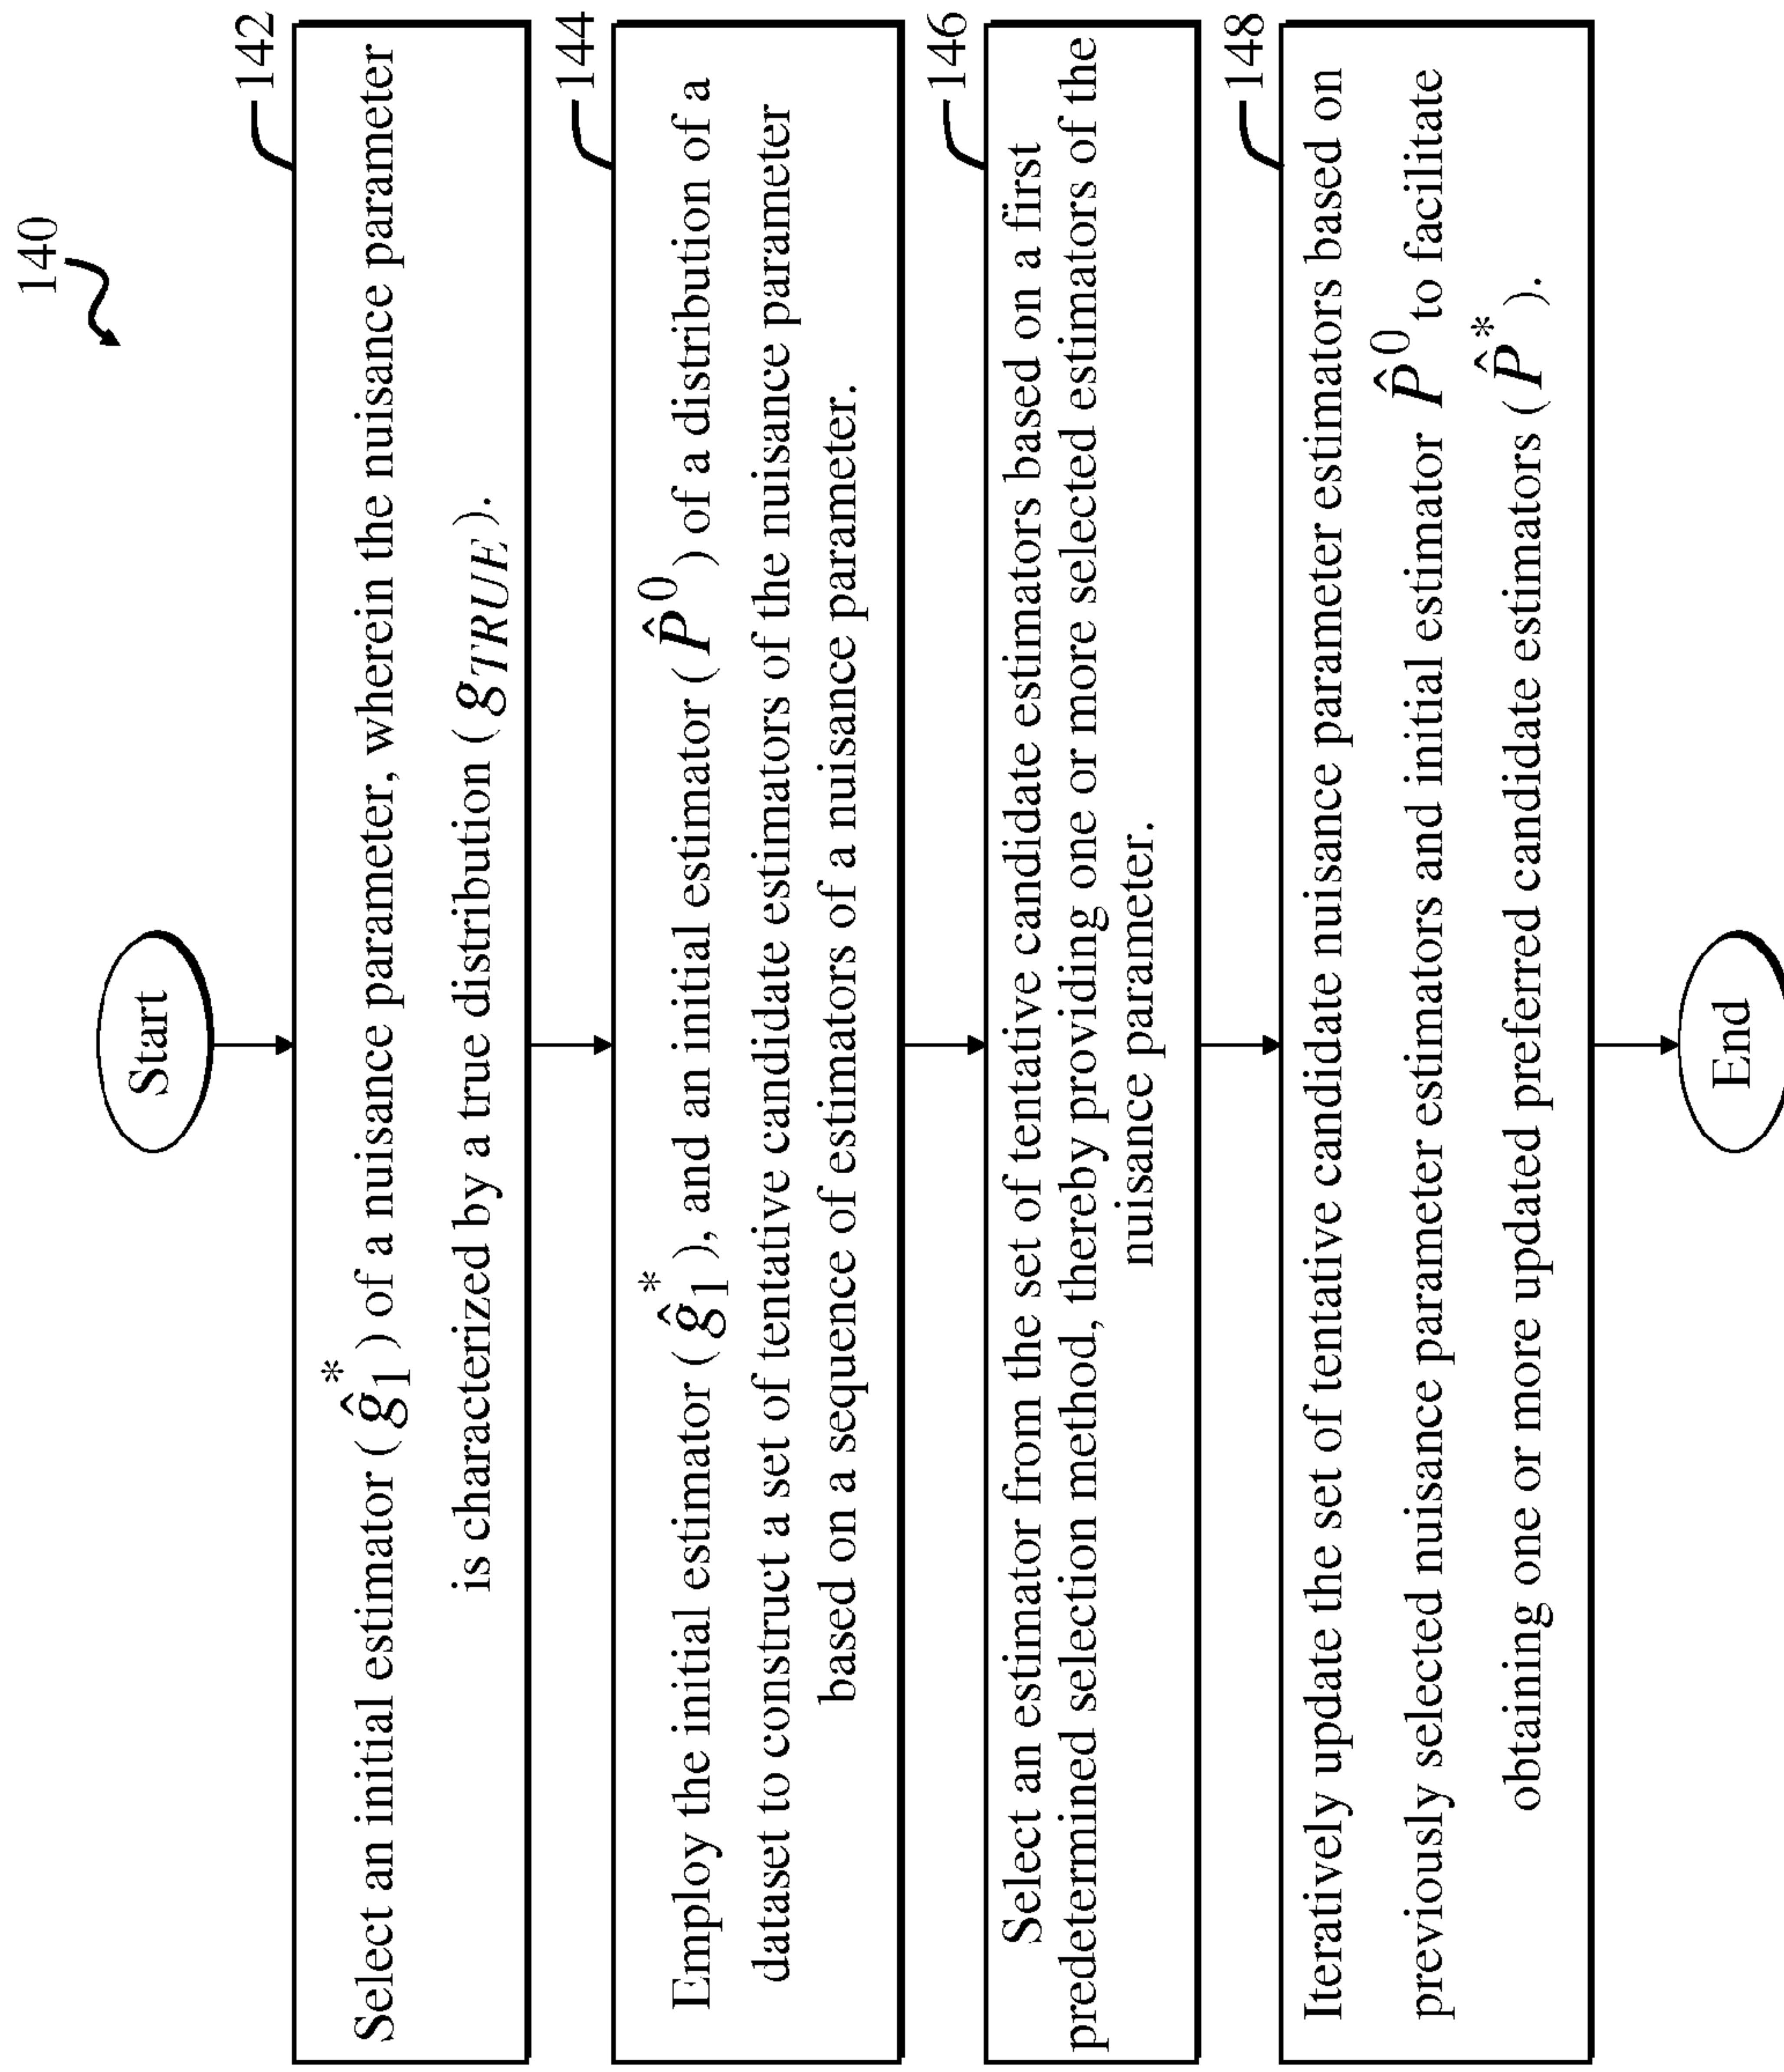 140
Start
142
Select an initial estimator (ĝ₁*) of a nuisance parameter, wherein the nuisance parameter
is characterized by a true distribution (g_TRUE).
144
Employ the initial estimator (ĝ₁*), and an initial estimator (P̂⁰) of a distribution of a
dataset to construct a set of tentative candidate estimators of the nuisance parameter
based on a sequence of estimators of a nuisance parameter.
146
Select an estimator from the set of tentative candidate estimators based on a first
predetermined selection method, thereby providing one or more selected estimators of the
nuisance parameter.
148
Iteratively update the set of tentative candidate nuisance parameter estimators based on
previously selected nuisance parameter estimators and initial estimator P̂⁰ to facilitate
obtaining one or more updated preferred candidate estimators (P̂*).
End